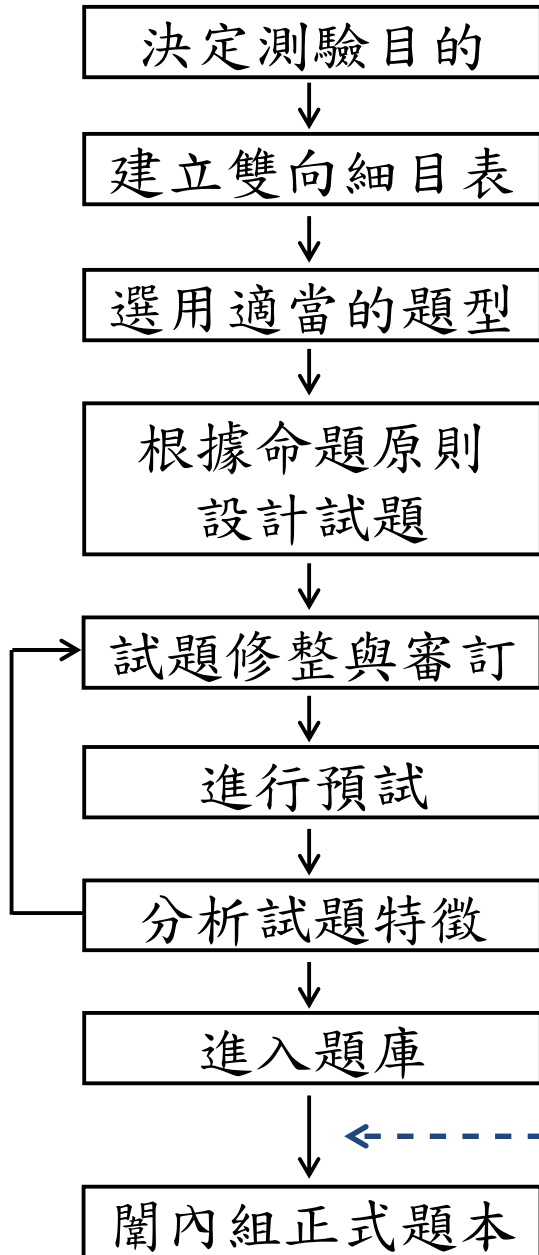 決定測驗目的
建立雙向細目表
選用適當的題型
根據命題原則
設計試題
試題修整與審訂
進行預試
分析試題特徵
進入題庫
闈內組正式題本